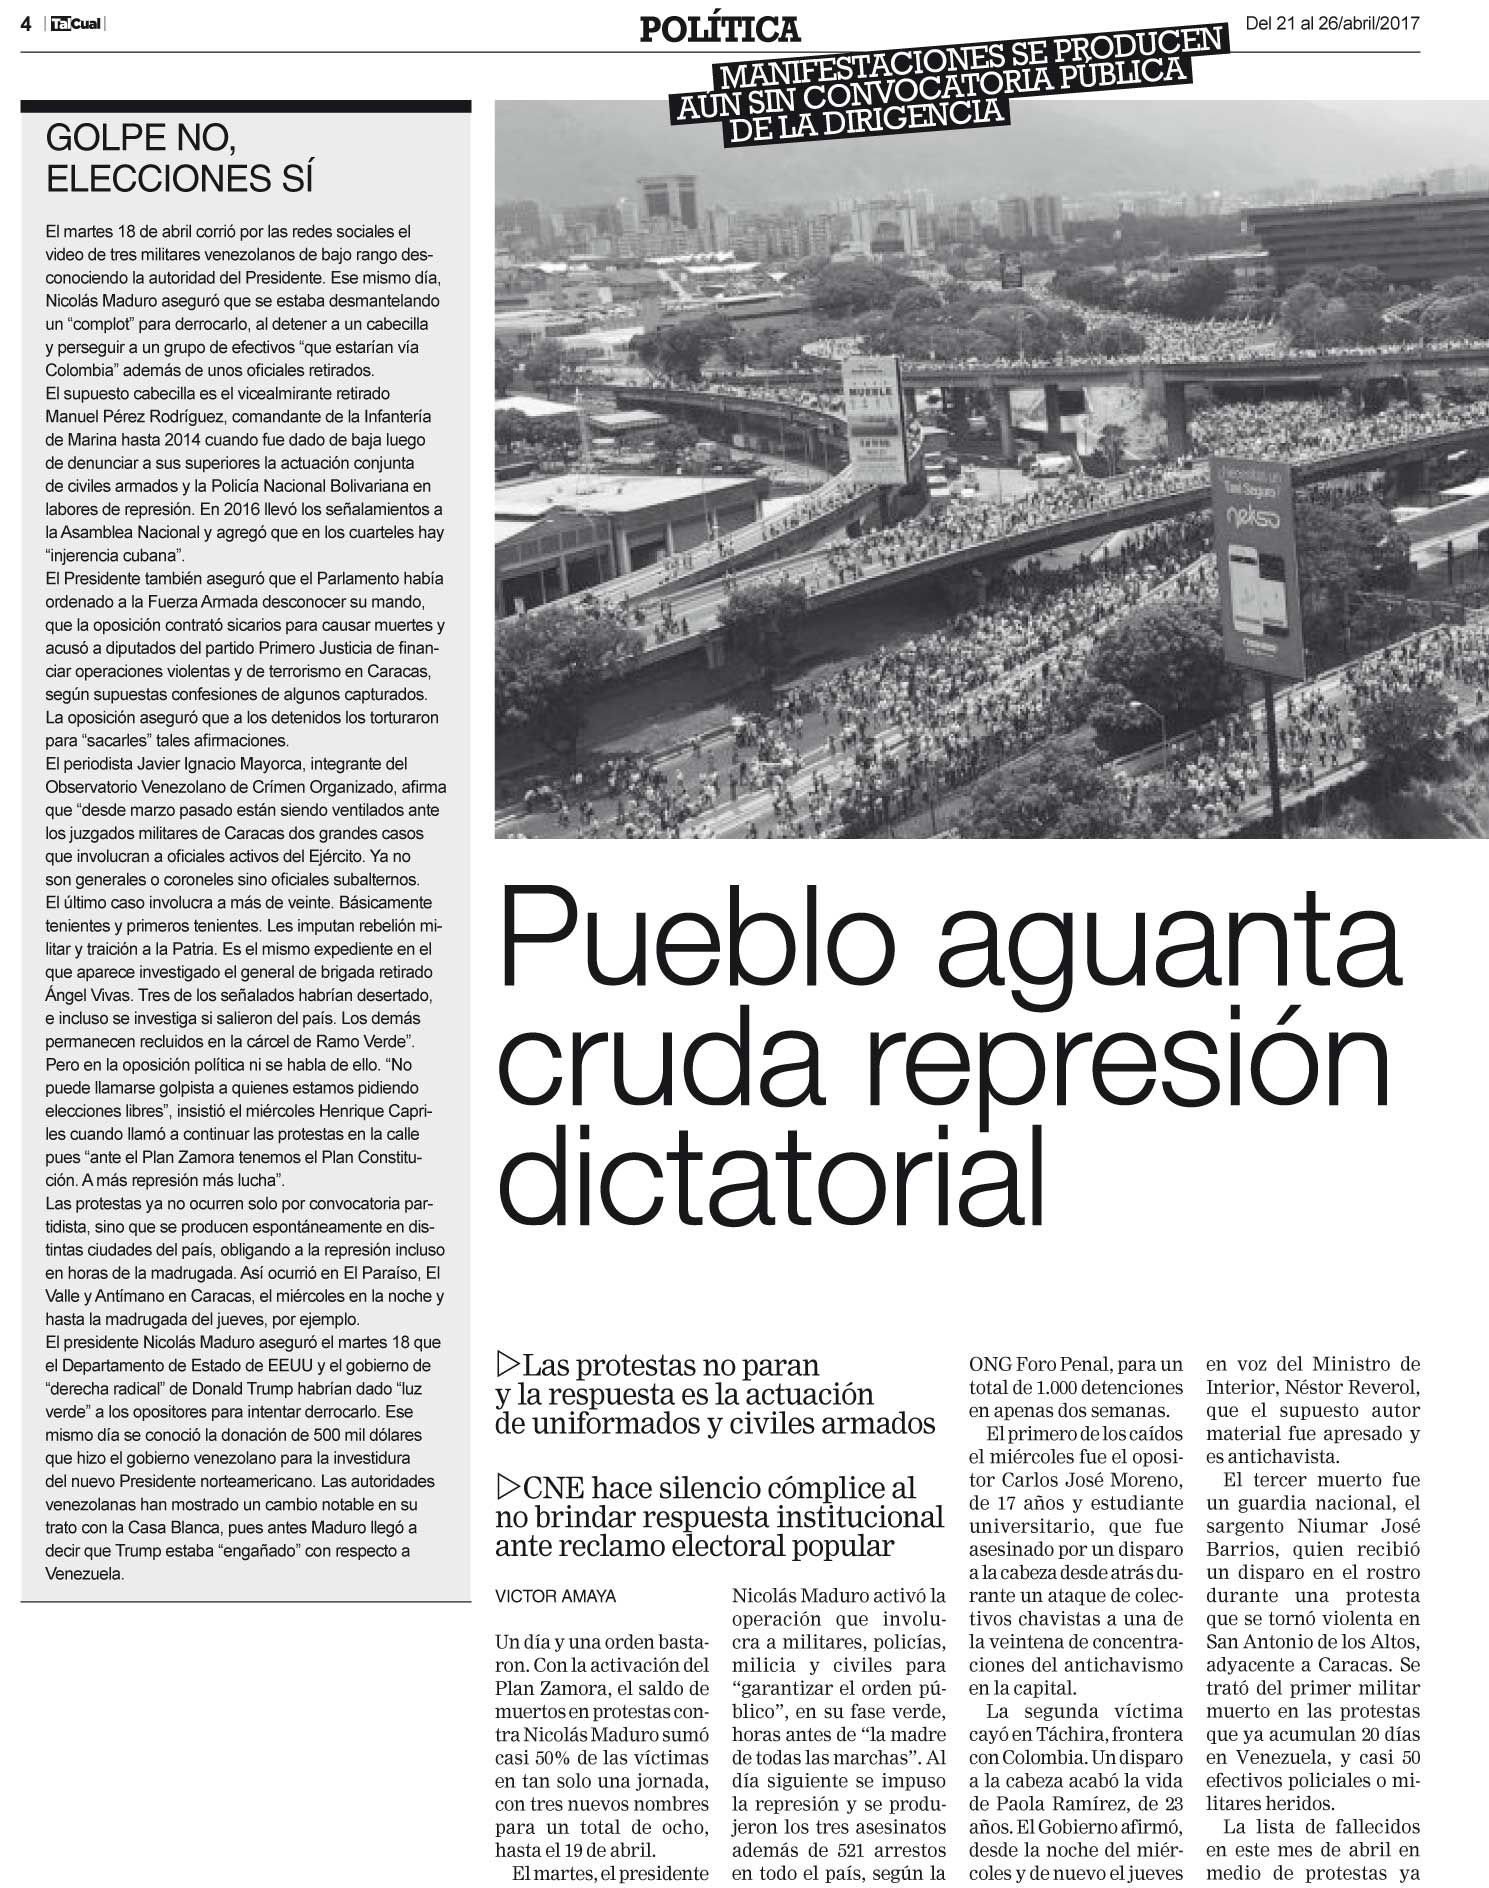 4 | TalCual |
POLÍTICA
Del 21 al 26/abril/2017
MANIFESTACIONES SE PRODUCEN
AÚN SIN CONVOCATORIA PÚBLICA
DE LA DIRIGENCIA
GOLPE NO,
ELECCIONES SÍ
El martes 18 de abril corrió por las redes sociales el
video de tres militares venezolanos de bajo rango des-
conociendo la autoridad del Presidente. Ese mismo día,
Nicolás Maduro aseguró que se estaba desmantelando
un “complot” para derrocarlo, al detener a un cabecilla
y perseguir a un grupo de efectivos “que estarían vía
Colombia” además de unos oficiales retirados.
El supuesto cabecilla es el vicealmirante retirado
Manuel Pérez Rodríguez, comandante de la Infantería
de Marina hasta 2014 cuando fue dado de baja luego
de denunciar a sus superiores la actuación conjunta
de civiles armados y la Policía Nacional Bolivariana en
labores de represión. En 2016 llevó los señalamientos a
la Asamblea Nacional y agregó que en los cuarteles hay
“injerencia cubana”.
El Presidente también aseguró que el Parlamento había
ordenado a la Fuerza Armada desconocer su mando,
que la oposición contrató sicarios para causar muertes y
acusó a diputados del partido Primero Justicia de finan-
ciar operaciones violentas y de terrorismo en Caracas,
según supuestas confesiones de algunos capturados.
La oposición aseguró que a los detenidos los torturaron
para “sacarles” tales afirmaciones.
El periodista Javier Ignacio Mayorca, integrante del
Observatorio Venezolano de Crímen Organizado, afirma
que “desde marzo pasado están siendo ventilados ante
los juzgados militares de Caracas dos grandes casos
que involucran a oficiales activos del Ejército. Ya no
son generales o coroneles sino oficiales subalternos.
El último caso involucra a más de veinte. Básicamente
tenientes y primeros tenientes. Les imputan rebelión mi-
litar y traición a la Patria. Es el mismo expediente en el
que aparece investigado el general de brigada retirado
Ángel Vivas. Tres de los señalados habrían desertado,
e incluso se investiga si salieron del país. Los demás
permanecen recluidos en la cárcel de Ramo Verde”.
Pero en la oposición política ni se habla de ello. “No
puede llamarse golpista a quienes estamos pidiendo
elecciones libres”, insistió el miércoles Henrique Capri-
les cuando llamó a continuar las protestas en la calle
pues “ante el Plan Zamora tenemos el Plan Constitu-
ción. A más represión más lucha”.
Las protestas ya no ocurren solo por convocatoria par-
tidista, sino que se producen espontáneamente en dis-
tintas ciudades del país, obligando a la represión incluso
en horas de la madrugada. Así ocurrió en El Paraíso, El
Valle y Antímano en Caracas, el miércoles en la noche y
hasta la madrugada del jueves, por ejemplo.
El presidente Nicolás Maduro aseguró el martes 18 que
el Departamento de Estado de EEUU y el gobierno de
“derecha radical” de Donald Trump habrían dado “luz
verde” a los opositores para intentar derrocarlo. Ese
mismo día se conoció la donación de 500 mil dólares
que hizo el gobierno venezolano para la investidura
del nuevo Presidente norteamericano. Las autoridades
venezolanas han mostrado un cambio notable en su
trato con la Casa Blanca, pues antes Maduro llegó a
decir que Trump estaba “engañado” con respecto a
Venezuela.
MUEBLE
nekso
Pueblo aguanta
cruda represión
dictatorial
▷Las protestas no paran
y la respuesta es la actuación
de uniformados y civiles armados
▷CNE hace silencio cómplice al
no brindar respuesta institucional
ante reclamo electoral popular
VICTOR AMAYA
Un día y una orden basta-
ron. Con la activación del
Plan Zamora, el saldo de
muertos en protestas con-
tra Nicolás Maduro sumó
casi 50% de las víctimas
en tan solo una jornada,
con tres nuevos nombres
para un total de ocho,
hasta el 19 de abril.
El martes, el presidente
Nicolás Maduro activó la
operación que involu-
cra a militares, policías,
milicia y civiles para
“garantizar el orden pú-
blico”, en su fase verde,
horas antes de “la madre
de todas las marchas”. Al
día siguiente se impuso
la represión y se produ-
jeron los tres asesinatos
además de 521 arrestos
en todo el país, según la
ONG Foro Penal, para un
total de 1.000 detenciones
en apenas dos semanas.
El primero de los caídos
el miércoles fue el oposi-
tor Carlos José Moreno,
de 17 años y estudiante
universitario, que fue
asesinado por un disparo
a la cabeza desde atrás du-
rante un ataque de colec-
tivos chavistas a una de
la veintena de concentra-
ciones del antichavismo
en la capital.
La segunda víctima
cayó en Táchira, frontera
con Colombia. Un disparo
a la cabeza acabó la vida
de Paola Ramírez, de 23
años. El Gobierno afirmó,
desde la noche del miér-
coles y de nuevo el jueves
en voz del Ministro de
Interior, Néstor Reverol,
que el supuesto autor
material fue apresado y
es antichavista.
El tercer muerto fue
un guardia nacional, el
sargento Niumar José
Barrios, quien recibió
un disparo en el rostro
durante una protesta
que se tornó violenta en
San Antonio de los Altos,
adyacente a Caracas. Se
trató del primer militar
muerto en las protestas
que ya acumulan 20 días
en Venezuela, y casi 50
efectivos policiales o mi-
litares heridos.
La lista de fallecidos
en este mes de abril en
medio de protestas ya